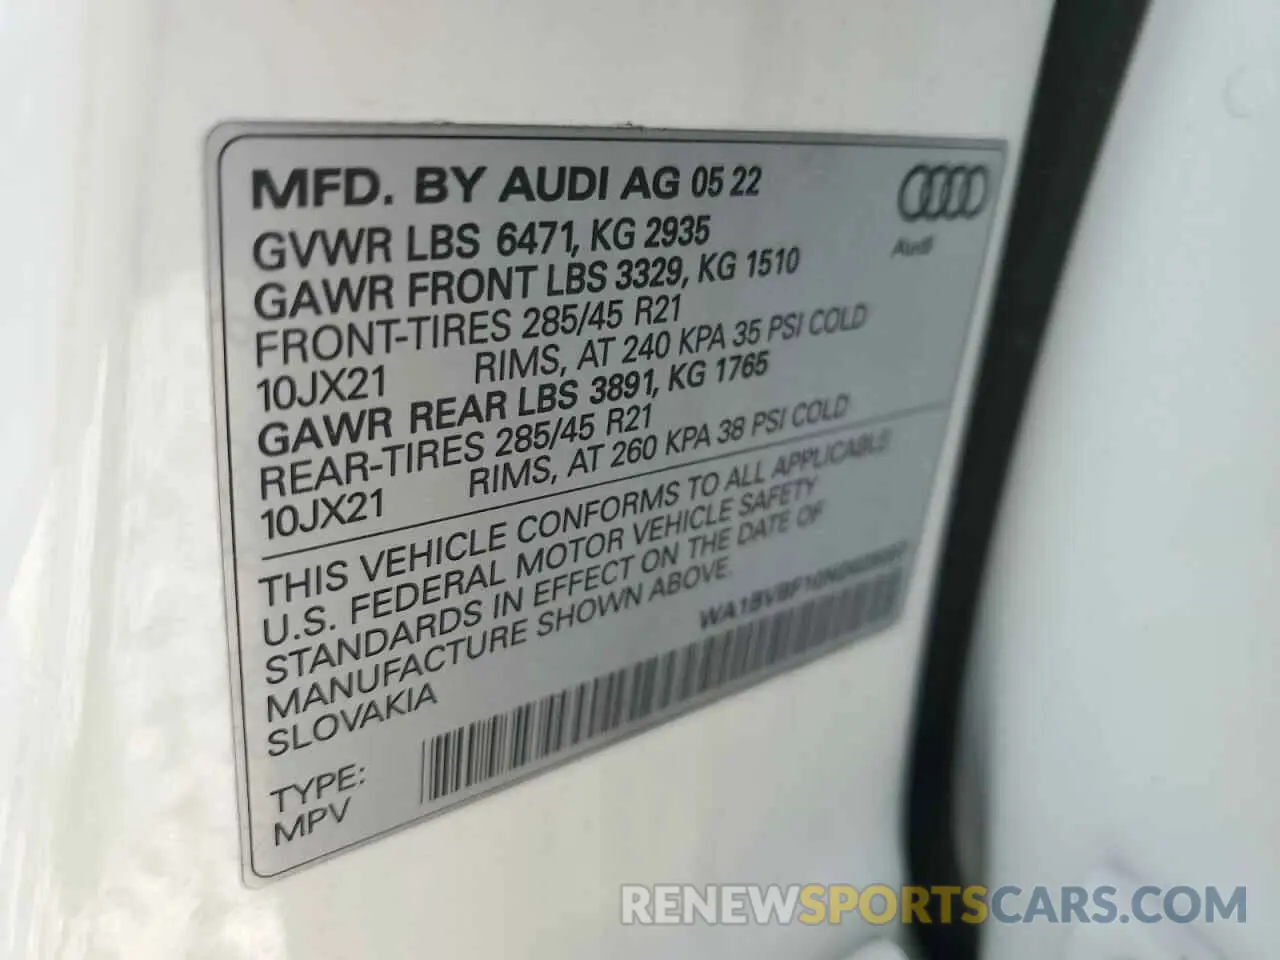 MFD. BY AUDI AG 05 22
Audi
GVWR LBS 6471, KG 2935
GAWR FRONT LBS 3329, KG 1510
FRONT-TIRES 285/45 R21
10JX21 RIMS, AT 240 KPA 35 PSI COLD
GAWR REAR LBS 3891, KG 1765
REAR-TIRES 285/45 R21
10JX21 RIMS, AT 260 KPA 38 PSI COLD
THIS VEHICLE CONFORMS TO ALL APPLICABLE
U.S. FEDERAL MOTOR VEHICLE SAFETY
STANDARDS IN EFFECT ON THE DATE OF
MANUFACTURE SHOWN ABOVE.
SLOVAKIA
TYPE:
MPV
RENEWSPORTSCARS.COM